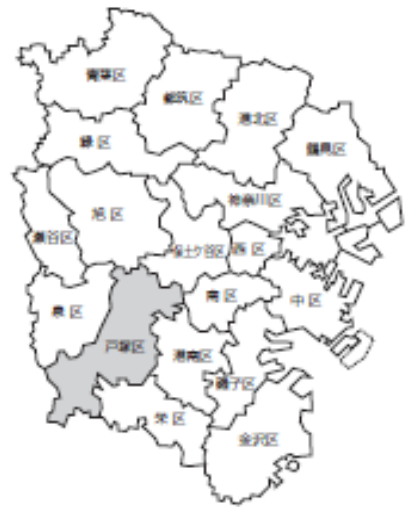 青葉区
都筑区
港北区
鶴見区
緑区
神奈川区
旭区
瀬谷区
保土ケ谷区
西区
中区
南区
泉区
戸塚区
港南区
磯子区
栄区
金沢区